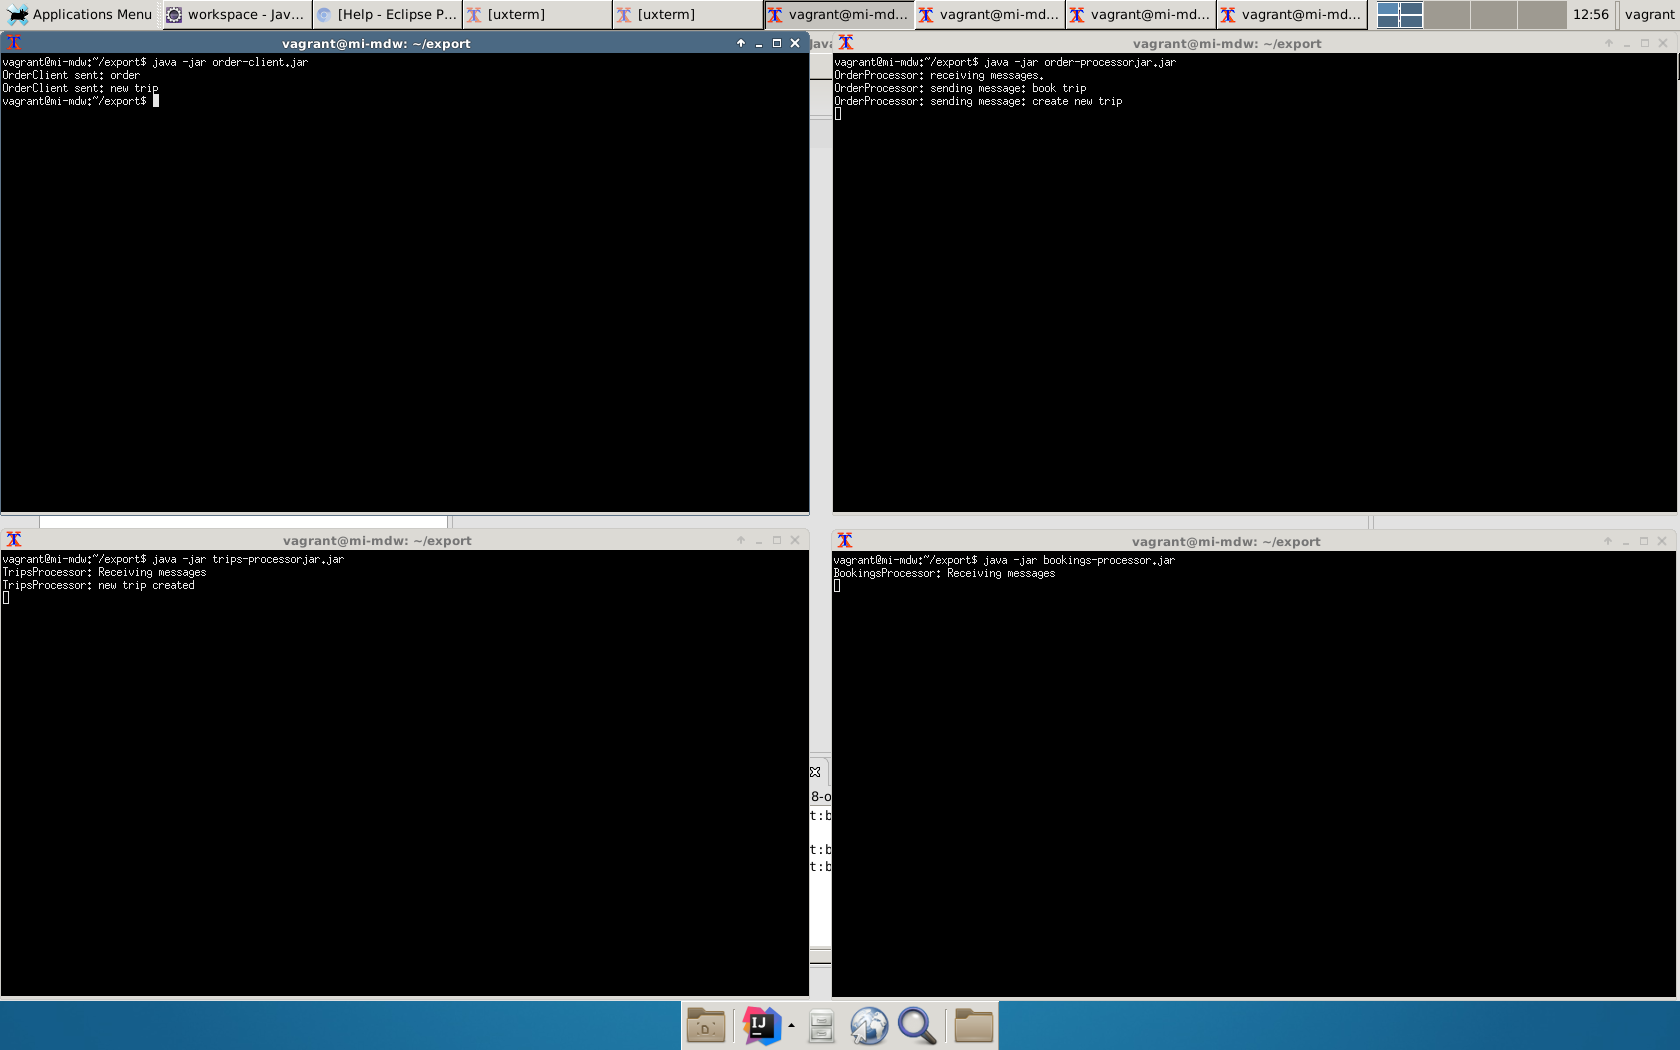 Applications Menu
workspace - Jav...
[Help - Eclipse P...
[uxterm]
[uxterm]
vagrant@mi-md...
vagrant@mi-md...
vagrant@mi-md...
vagrant@mi-md...
12:56
vagrant
vagrant@mi-mdw: ~/export
vagrant@mi-mdw:~/export$ java -jar order-client.jar
OrderClient sent: order
OrderClient sent: new trip
vagrant@mi-mdw:~/export$
Java
vagrant@mi-mdw: ~/export
vagrant@mi-mdw:~/export$ java -jar order-processorjar.jar
OrderProcessor: receiving messages.
OrderProcessor: sending message: book trip
OrderProcessor: sending message: create new trip
vagrant@mi-mdw: ~/export
vagrant@mi-mdw:~/export$ java -jar trips-processorjar.jar
TripsProcessor: Receiving messages
TripsProcessor: new trip created
8-o
t:b
t:b
t:b
vagrant@mi-mdw: ~/export
vagrant@mi-mdw:~/export$ java -jar bookings-processor.jar
BookingsProcessor: Receiving messages
IJ
D